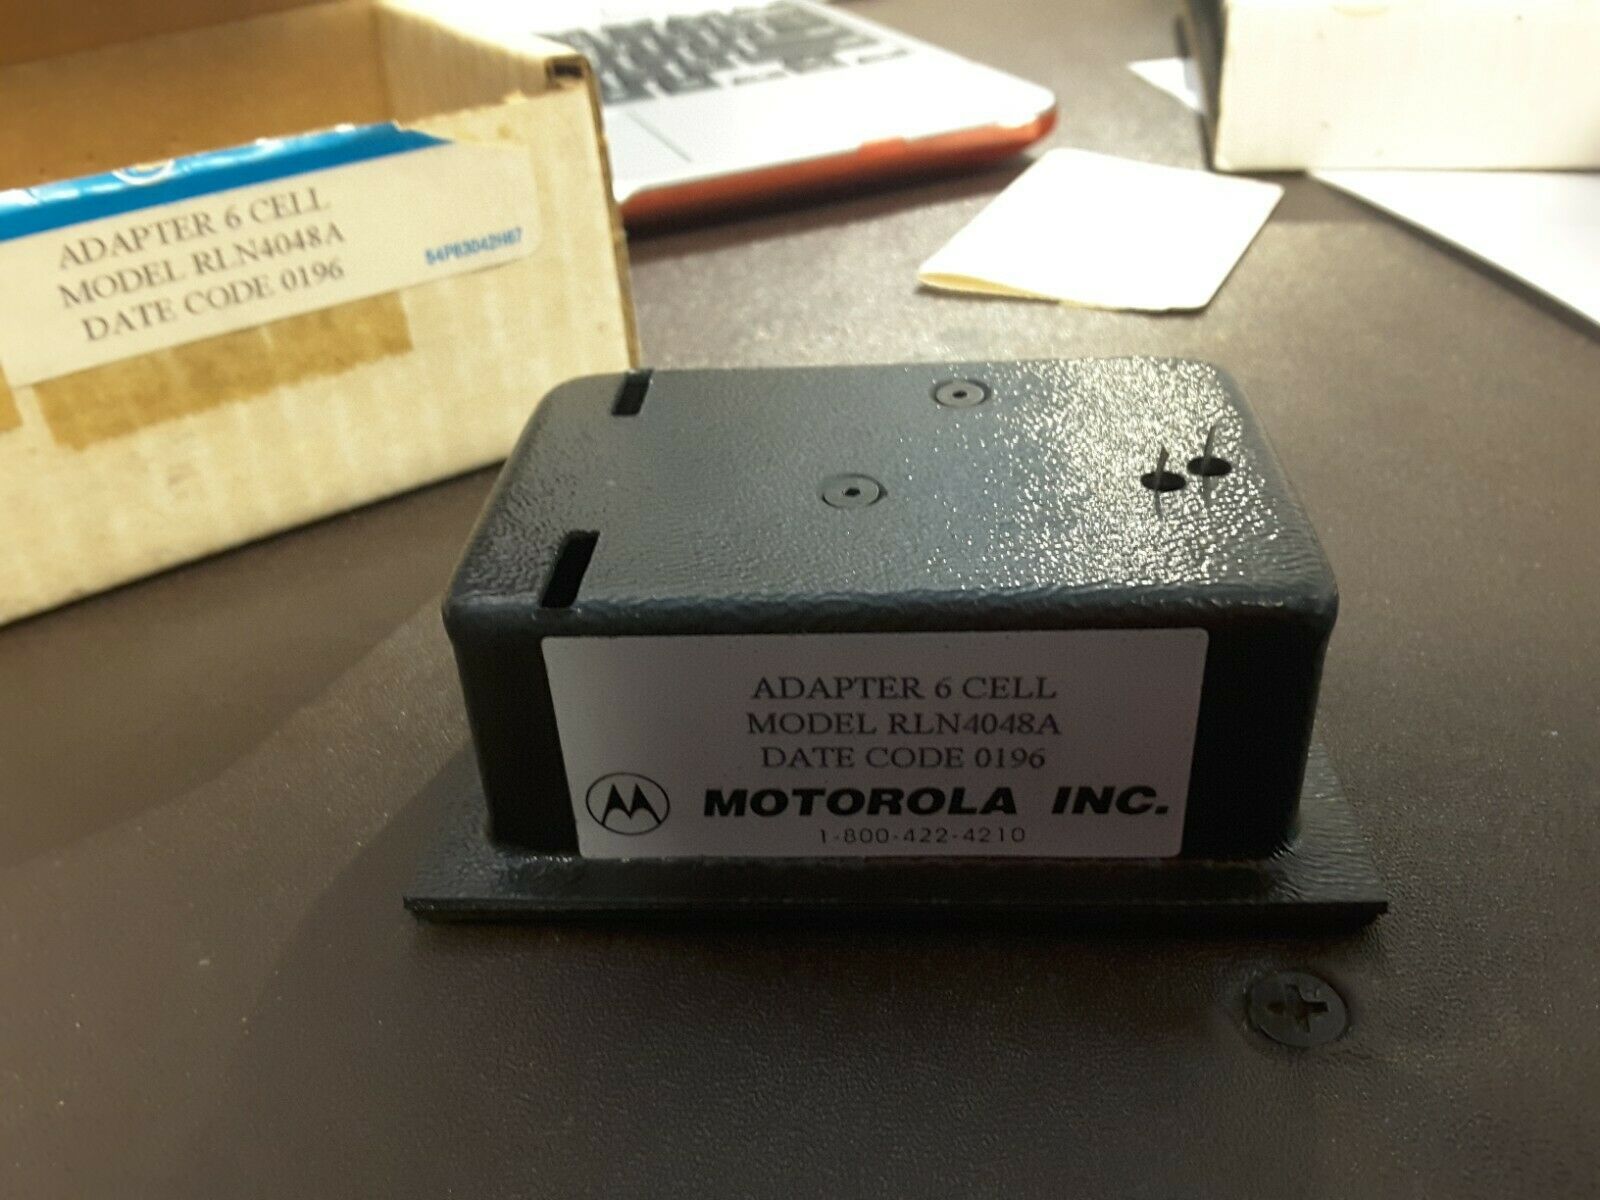 ADAPTER 6 CELL
MODEL RLN4048A
DATE CODE 0196
54P83042H67
ADAPTER 6 CELL
MODEL RLN4048A
DATE CODE 0196
MOTOROLA INC.
1-800-422-4210